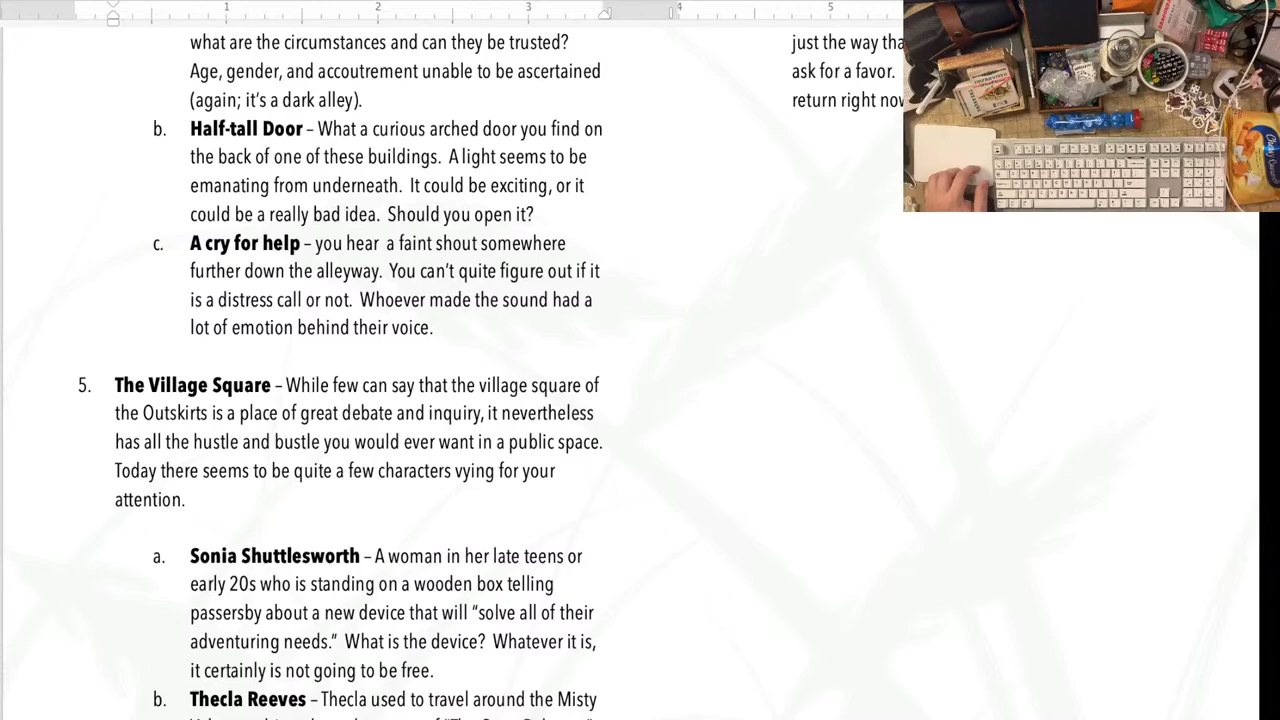 1 2 3 4 5
what are the circumstances and can they be trusted?
Age, gender, and accoutrement unable to be ascertained
(again; it's a dark alley).
b. Half-tall Door – What a curious arched door you find on
the back of one of these buildings. A light seems to be
emanating from underneath. It could be exciting, or it
could be a really bad idea. Should you open it?
c. A cry for help – you hear a faint shout somewhere
further down the alleyway. You can't quite figure out if it
is a distress call or not. Whoever made the sound had a
lot of emotion behind their voice.
5. The Village Square – While few can say that the village square of
the Outskirts is a place of great debate and inquiry, it nevertheless
has all the hustle and bustle you would ever want in a public space.
Today there seems to be quite a few characters vying for your
attention.
a. Sonia Shuttlesworth – A woman in her late teens or
early 20s who is standing on a wooden box telling
passersby about a new device that will “solve all of their
adventuring needs.” What is the device? Whatever it is,
it certainly is not going to be free.
b. Thecla Reeves – Thecla used to travel around the Misty
just the way tha
ask for a favor.
return right now